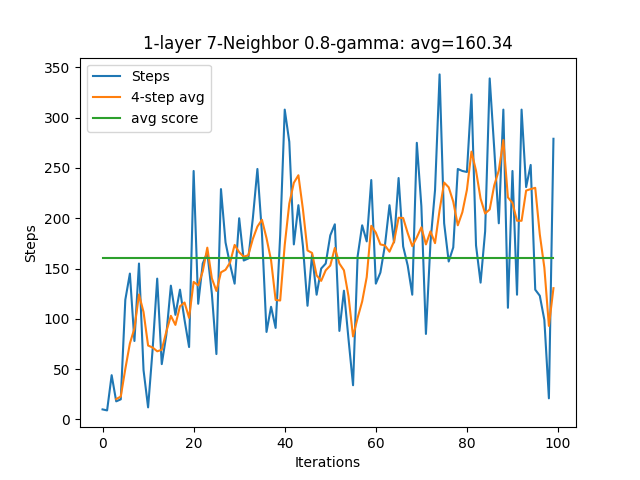 1-layer 7-Neighbor 0.8-gamma: avg=160.34
Steps
4-step avg
avg score
350
300
250
200
150
100
50
0
Steps
0 20 40 60 80 100
Iterations